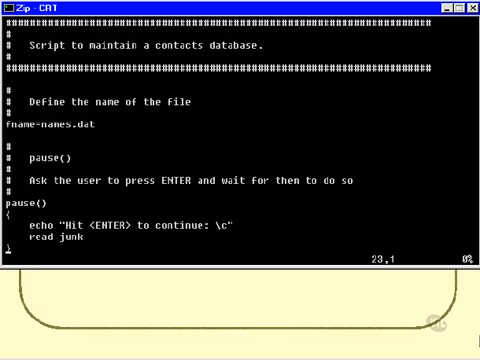 Zip - CAT
########################################################################
#
#   Script to maintain a contacts database.
#
########################################################################
#
#   Define the name of the file
#
fname=names.dat
#
#   pause()
#
#   Ask the user to press ENTER and wait for them to do so
#
pause()
{
    echo "Hit <ENTER> to continue: \c"
    read junk
}
23,1 0%